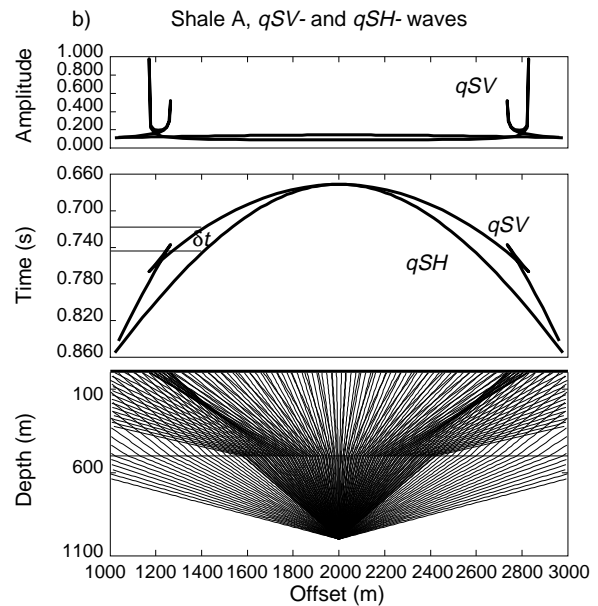 b) Shale A, qSV- and qSH- waves
Amplitude
1.000
0.800
0.600
0.400
0.200
0.000
qSV
Time (s)
0.660
0.700
0.740
0.780
0.820
0.860
δt
qSV
qSH
Depth (m)
100
600
1100
1000 1200 1400 1600 1800 2000 2200 2400 2600 2800 3000
Offset (m)